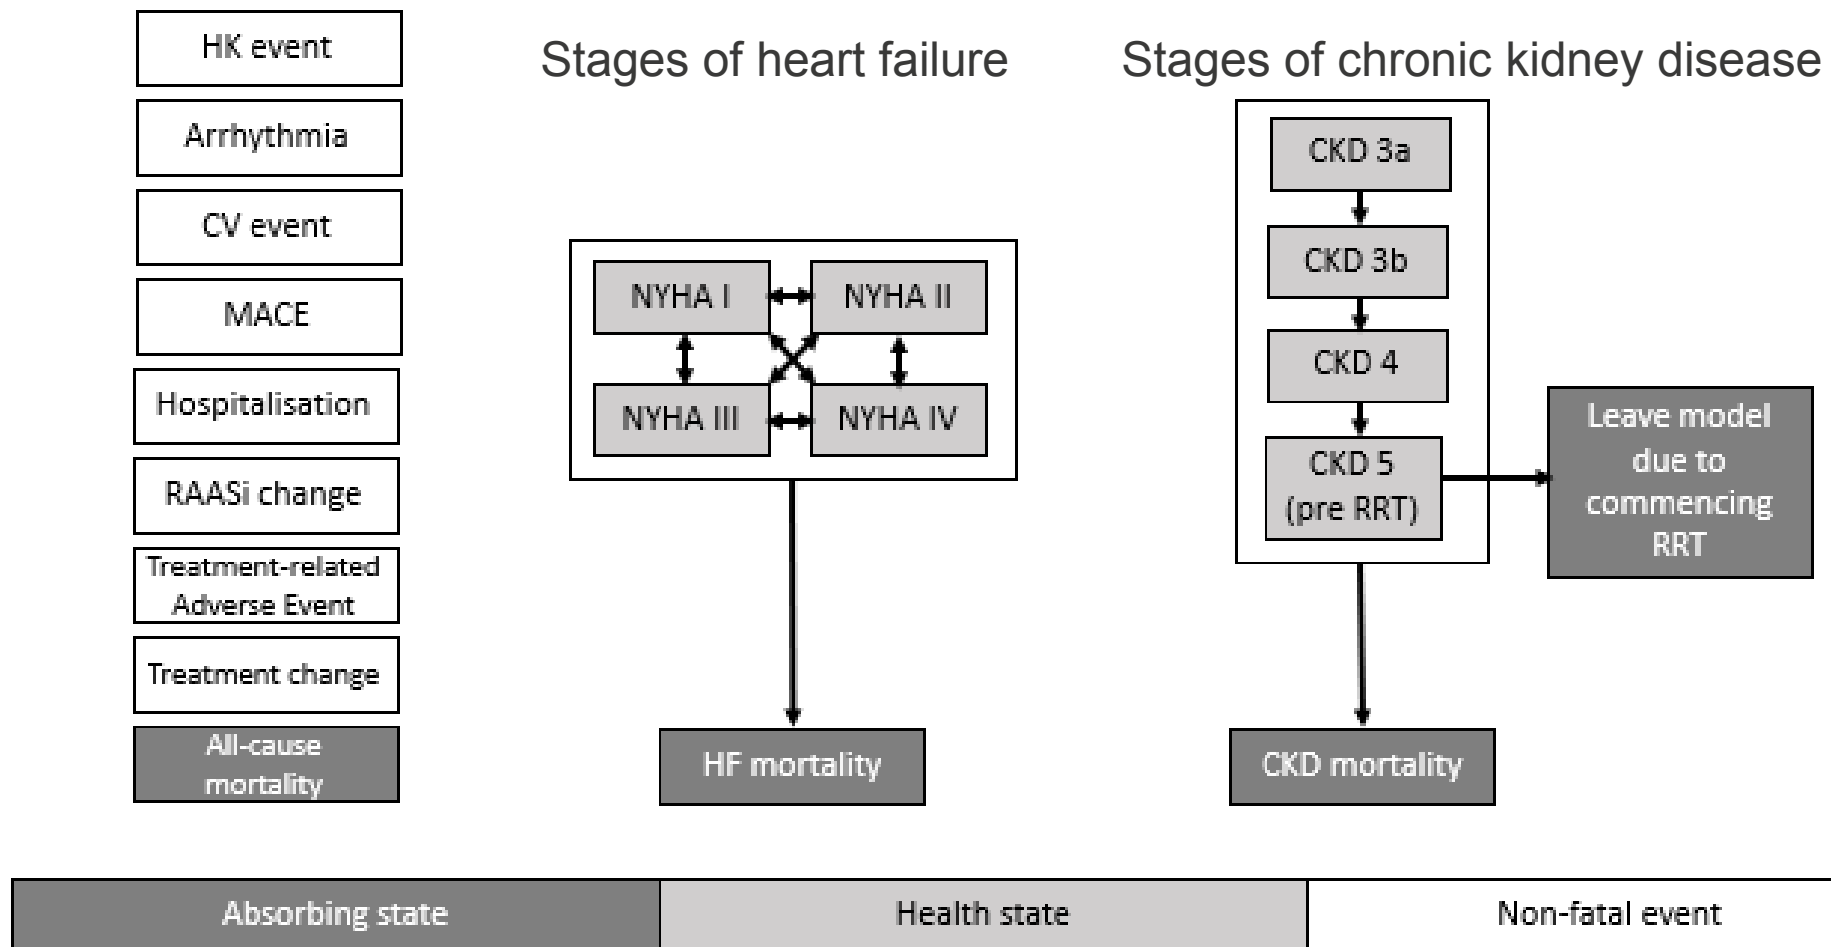 HK event
Arrhythmia
CV event
MACE
Hospitalisation
RAASi change
Treatment-related
Adverse Event
Treatment change
All-cause
mortality
Stages of heart failure
NYHA I
NYHA II
NYHA III
NYHA IV
HF mortality
Stages of chronic kidney disease
CKD 3a
CKD 3b
CKD 4
CKD 5
(pre RRT)
Leave model
due to
commencing
RRT
CKD mortality
Absorbing state
Health state
Non-fatal event